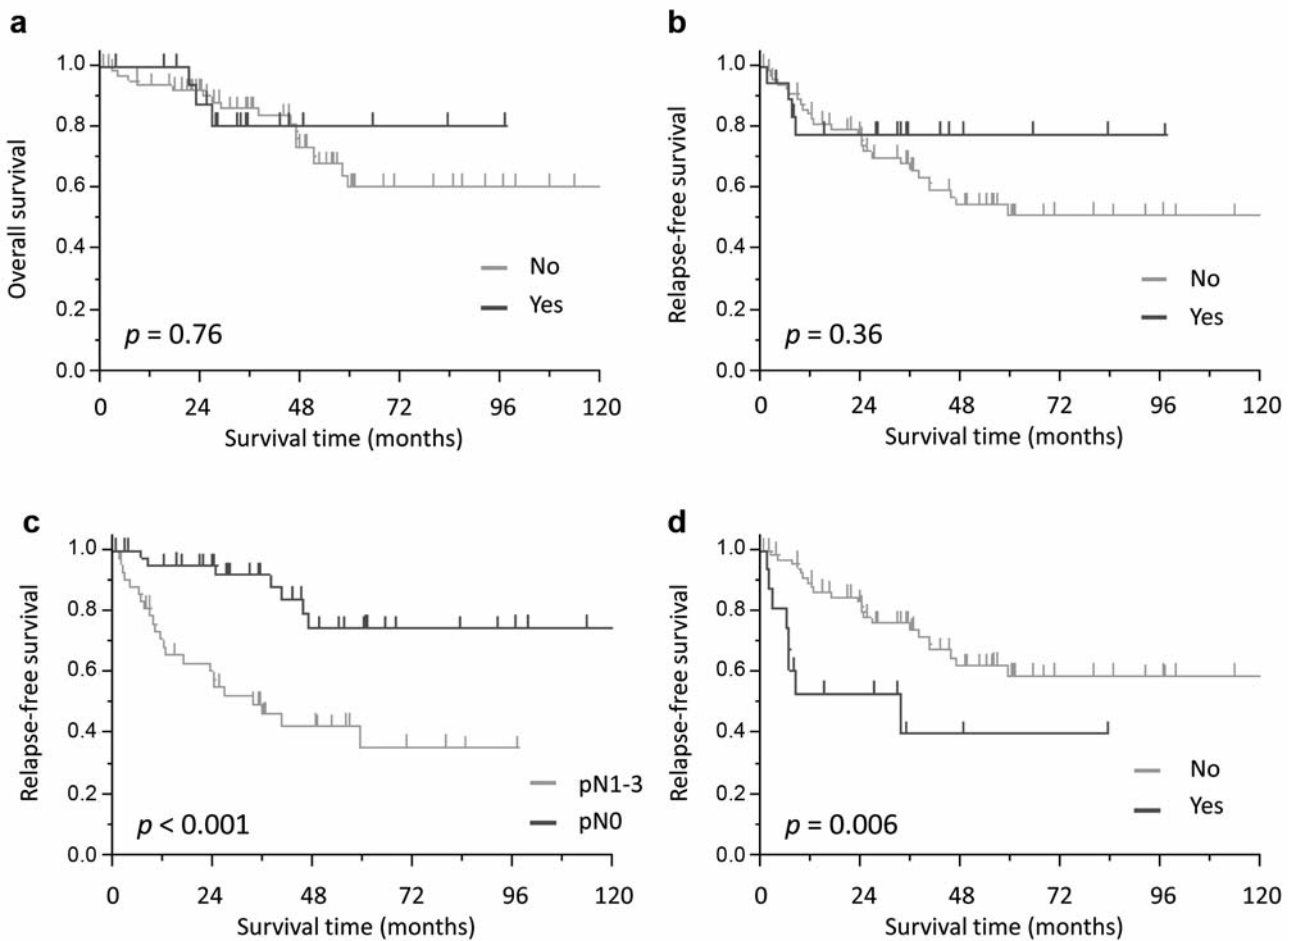 a
Overall survival
1.0
0.8
0.6
0.4
0.2
0.0
No
Yes
p = 0.76
0 24 48 72 96 120
Survival time (months)
b
Relapse-free survival
1.0
0.8
0.6
0.4
0.2
0.0
No
Yes
p = 0.36
0 24 48 72 96 120
Survival time (months)
c
Relapse-free survival
1.0
0.8
0.6
0.4
0.2
0.0
pN1-3
pN0
p < 0.001
0 24 48 72 96 120
Survival time (months)
d
Relapse-free survival
1.0
0.8
0.6
0.4
0.2
0.0
No
Yes
p = 0.006
0 24 48 72 96 120
Survival time (months)